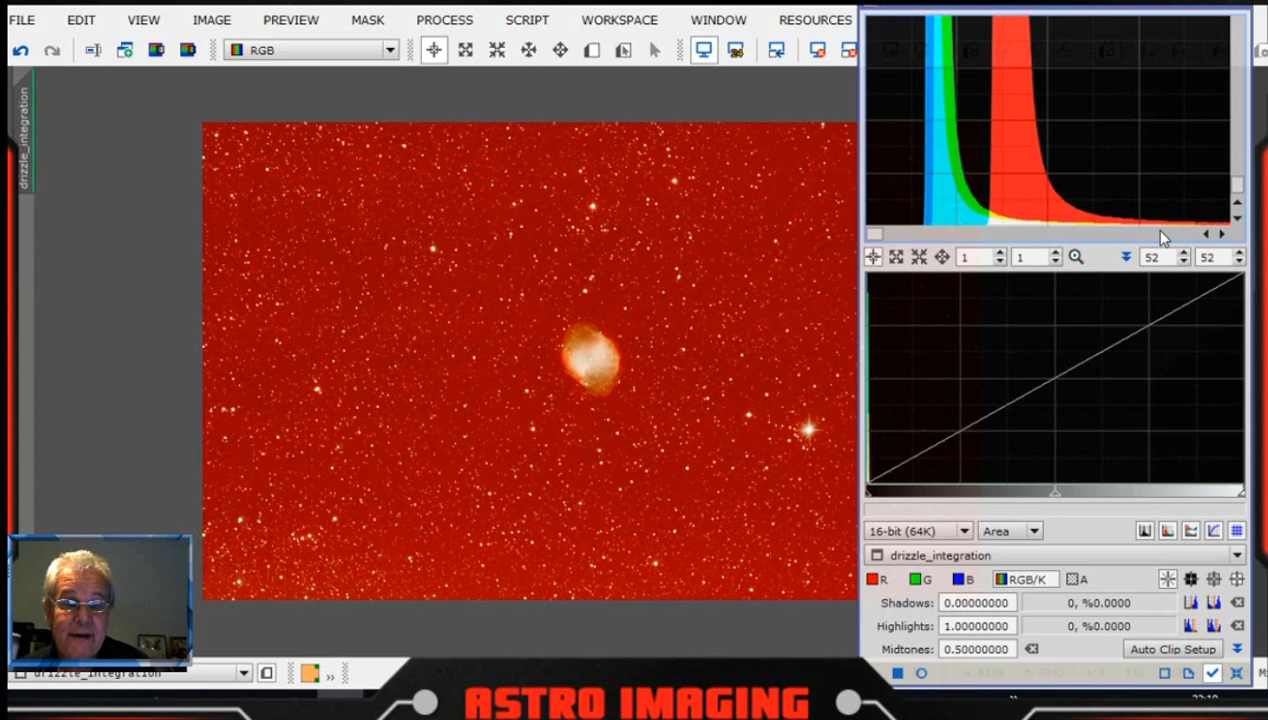 FILE EDIT VIEW IMAGE PREVIEW MASK PROCESS SCRIPT WORKSPACE WINDOW RESOURCES
RGB
drizzle_integration
1 1 52 52
16-bit (64K) Area
drizzle_integration
R G B RGB/K A
Shadows: 0.00000000 0, %0.0000
Highlights: 1.00000000 0, %0.0000
Midtones: 0.50000000 Auto Clip Setup
drizzle_integration
ASTRO IMAGING